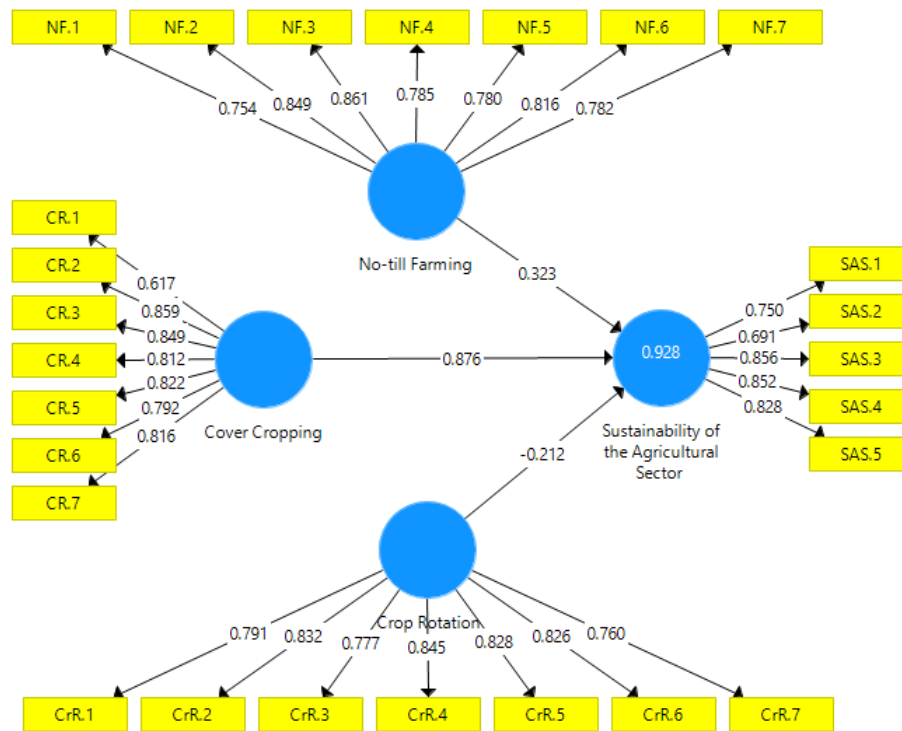 NF.1 NF.2 NF.3 NF.4 NF.5 NF.6 NF.7
0.754 0.849 0.861 0.785 0.780 0.816 0.782
No-till Farming
0.323
CR.1
CR.2
CR.3
CR.4
CR.5
CR.6
CR.7
0.617
0.859
0.849
0.812
0.822
0.792
0.816
Cover Cropping
0.876
0.928
Sustainability of
the Agricultural
Sector
SAS.1
SAS.2
SAS.3
SAS.4
SAS.5
0.750
0.691
0.856
0.852
0.828
-0.212
Crop Rotation
0.791 0.832 0.777 0.845 0.828 0.826 0.760
CrR.1 CrR.2 CrR.3 CrR.4 CrR.5 CrR.6 CrR.7